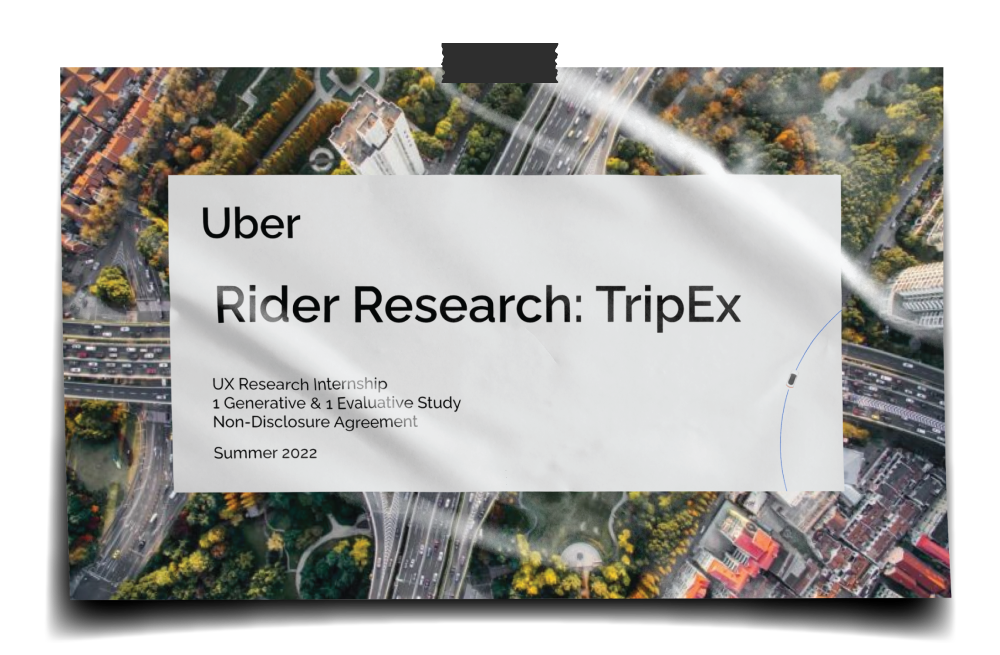 Uber
Rider Research: TripEx
UX Research Internship
1 Generative & 1 Evaluative Study
Non-Disclosure Agreement
Summer 2022